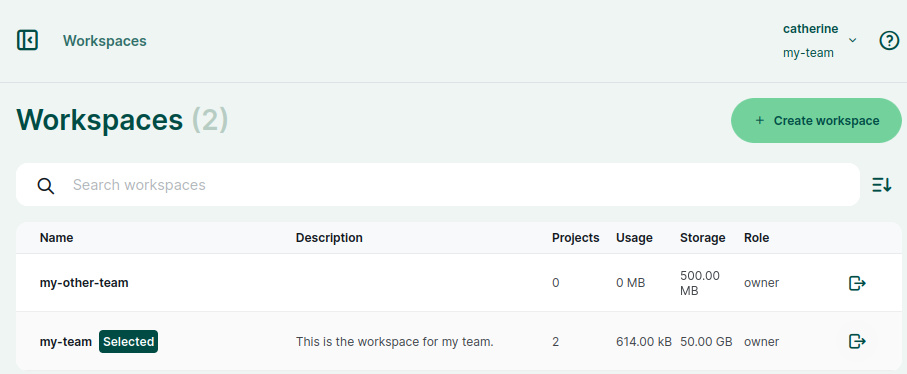 Workspaces
catherine
my-team
Workspaces (2)
+ Create workspace
Search workspaces
Name Description Projects Usage Storage Role
my-other-team 0 0 MB 500.00 MB owner
my-team Selected This is the workspace for my team. 2 614.00 kB 50.00 GB owner